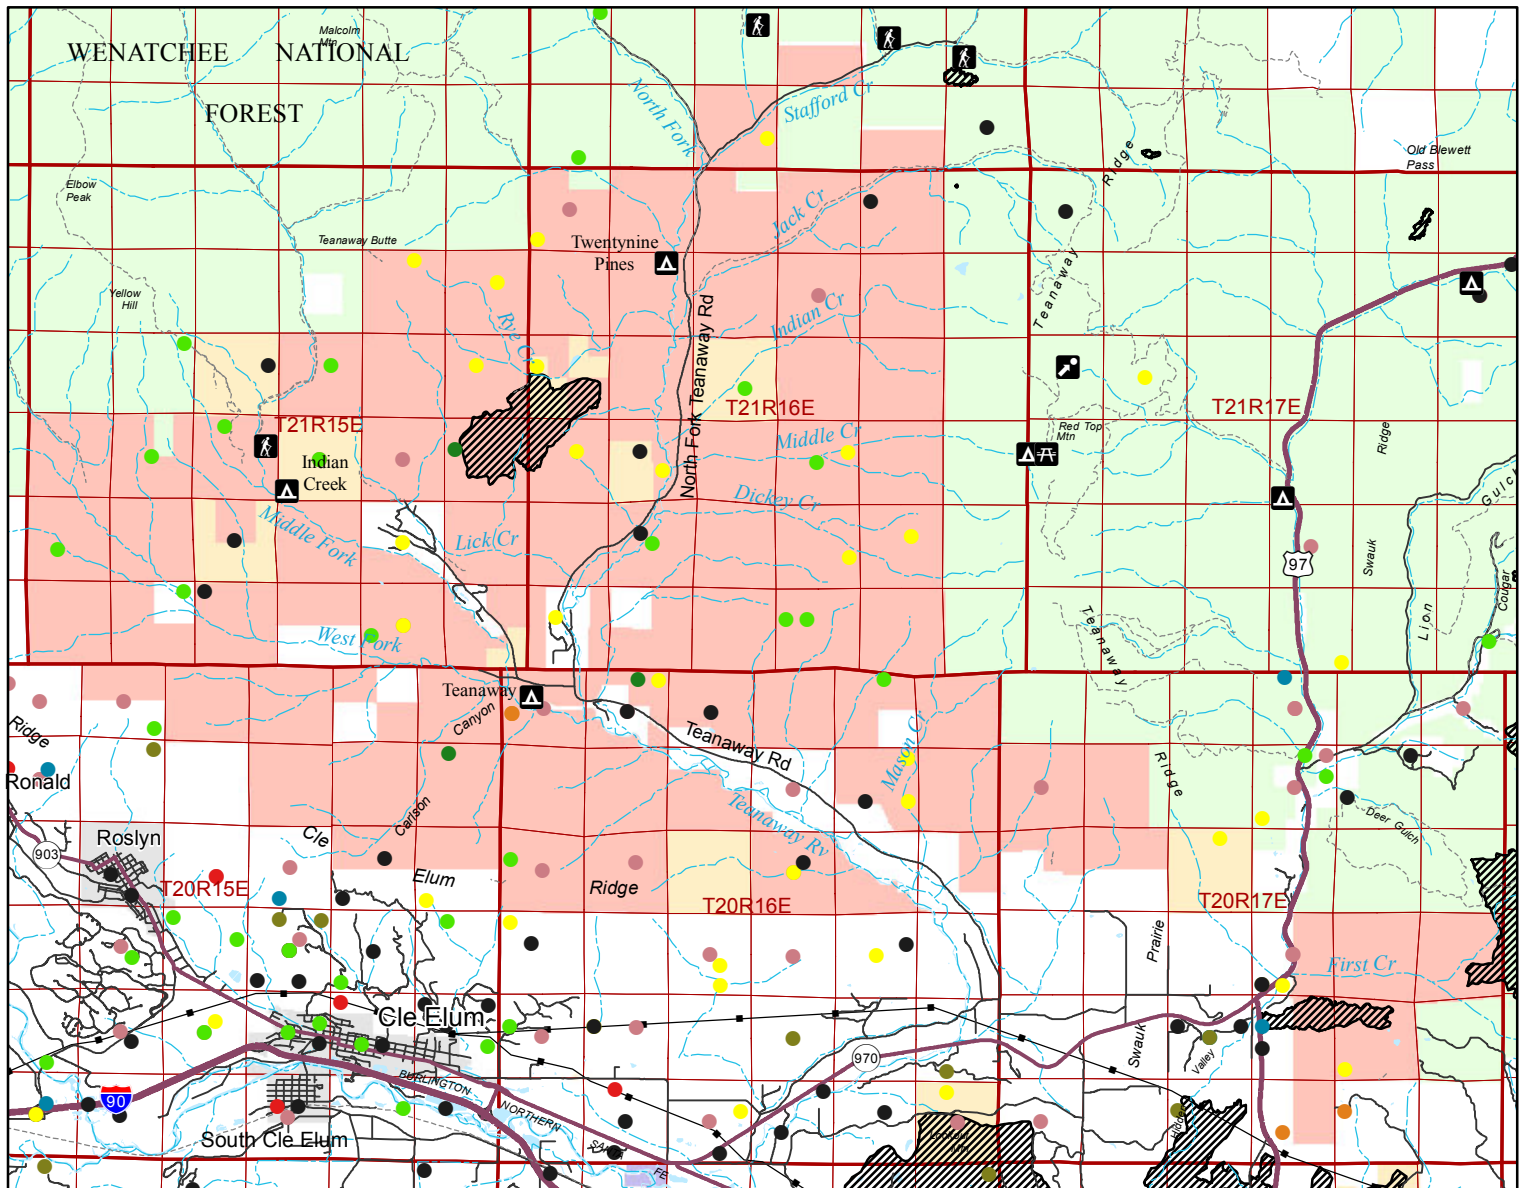 WENATCHEE NATIONAL
FOREST
Malcolm
Mtn
North Fork
Stafford Cr
Ridge
Old Blewett
Pass
Elbow
Peak
Teanaway Butte
Twentynine
Pines
Jack Cr
Teanaway
Yellow
Hill
Rye Cr
Indian Cr
North Fork Teanaway Rd
T21R15E
T21R16E
T21R17E
Indian
Creek
Middle Cr
Red Top
Mtn
Ridge
Gulch
Dickey Cr
Middle Fork
Lick Cr
97
Swauk
Cougar
Lion
West Fork
Teanaway
Teanaway
Canyon
Ridge
Teanaway Rd
Mason Cr
Ridge
Ronald
Carlson
Teanaway Rv
Deer Gulch
Roslyn
903
Cle
Elum
Ridge
T20R15E
T20R16E
T20R17E
Prairie
First Cr
Cle Elum
Swauk
970
Valley
BURLINGTON
90
NORTHERN
Hidden
South Cle Elum
SANTA
FE
Lookout